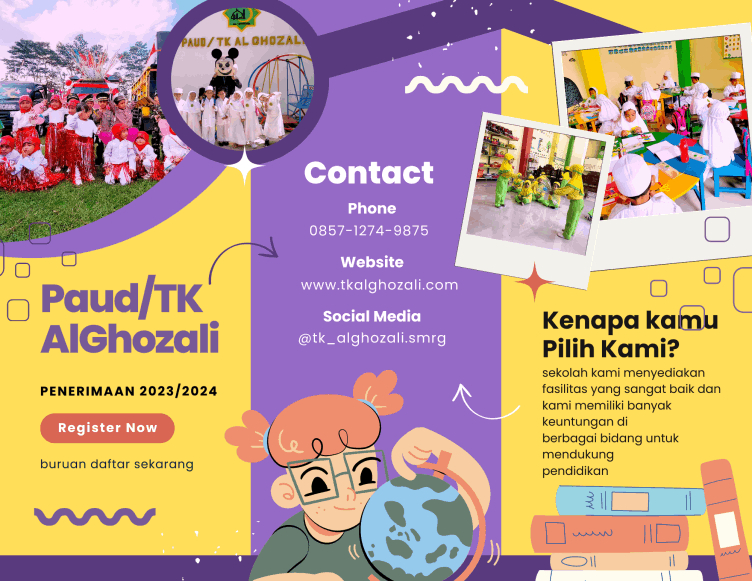 PAUD/TK AL GHOZALI
Paud/TK
AlGhozali
PENERIMAAN 2023/2024
Register Now
buruan daftar sekarang
Contact
Phone
0857-1274-9875
Website
www.tkalghozali.com
Social Media
@tk_alghozali.smrg
Kenapa kamu
Pilih Kami?
sekolah kami menyediakan
fasilitas yang sangat baik dan
kami memiliki banyak
keuntungan di
berbagai bidang untuk
mendukung
pendidikan